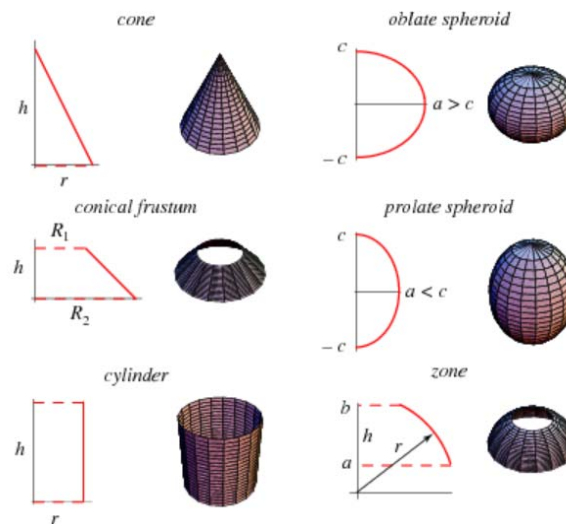 cone
h
r
oblate spheroid
c
a > c
– c
conical frustum
R1
h
R2
prolate spheroid
c
a < c
– c
cylinder
h
r
zone
b
h
r
a